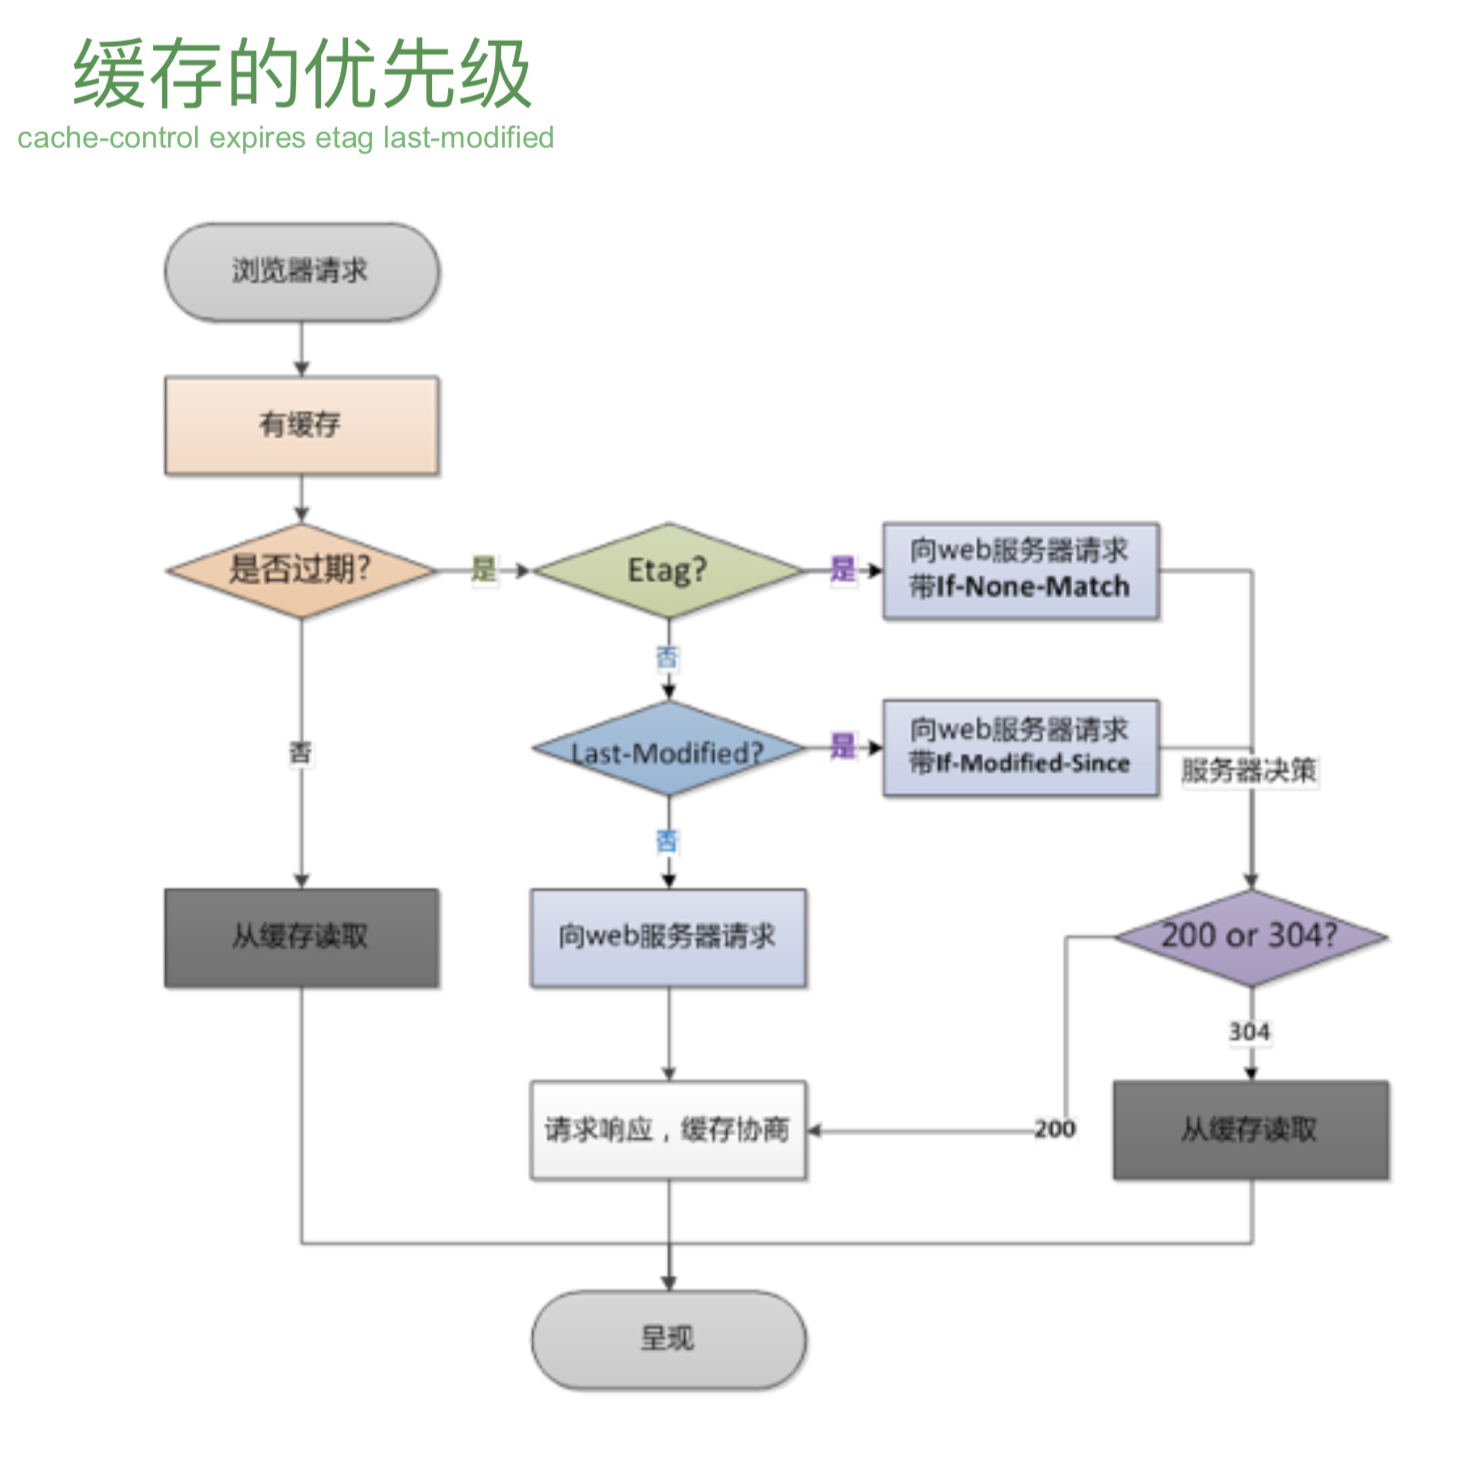 缓存的优先级
cache-control expires etag last-modified
浏览器请求
有缓存
是否过期?
是
Etag?
是
向web服务器请求
带If-None-Match
否
否
Last-Modified?
是
向web服务器请求
带If-Modified-Since
服务器决策
否
从缓存读取
向web服务器请求
200 or 304?
304
请求响应，缓存协商
200
从缓存读取
呈现